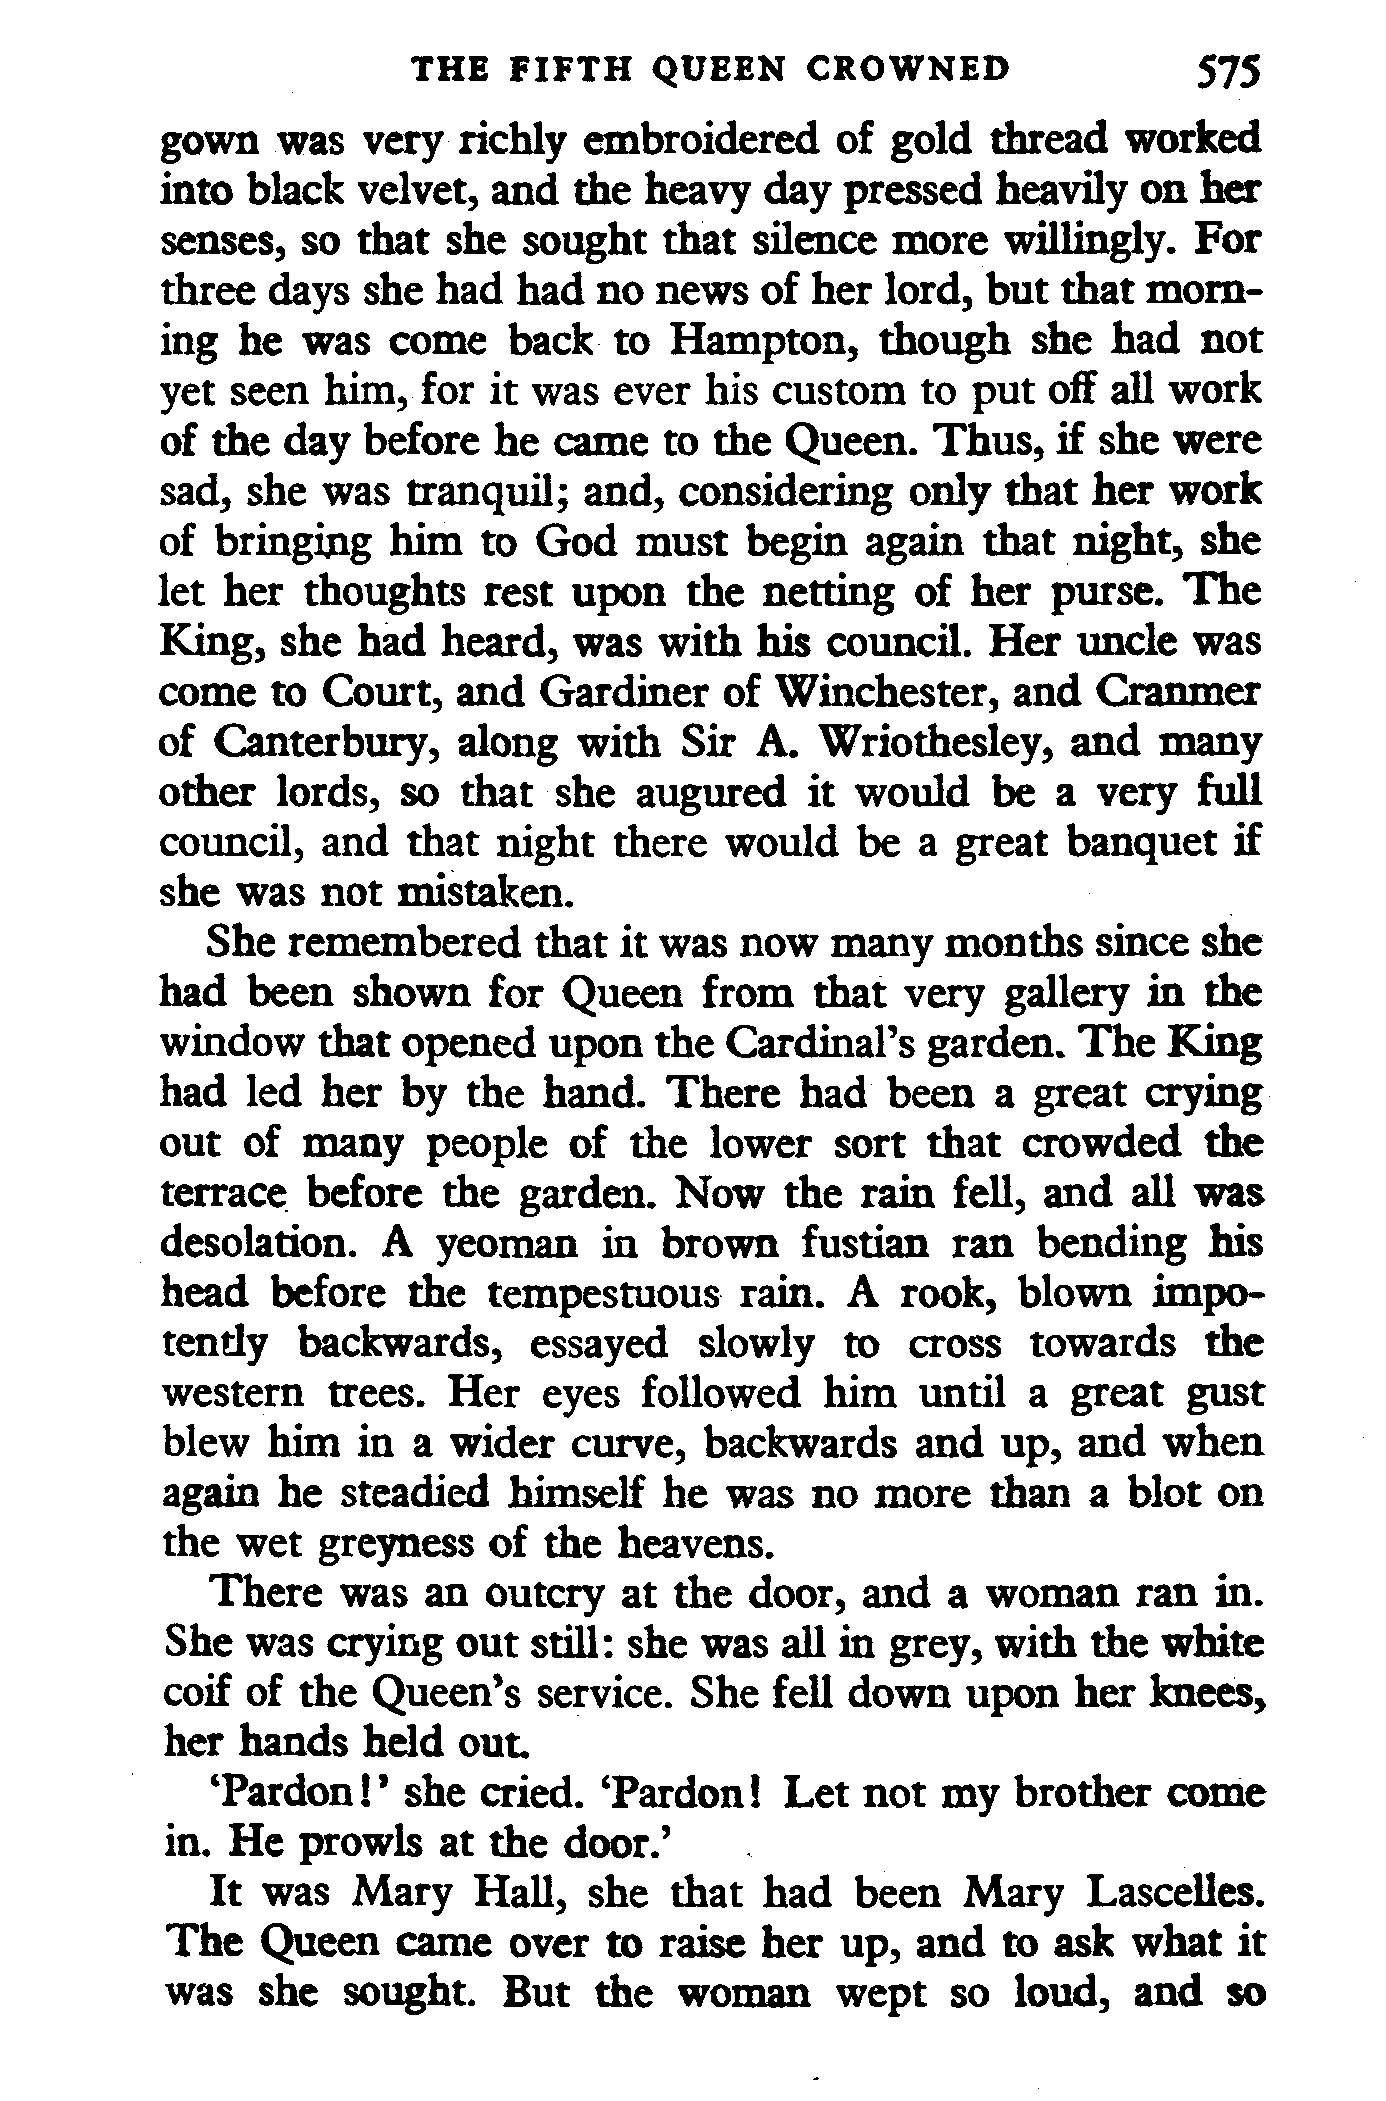 THE FIFTH QUEEN CROWNED 575
gown was very richly embroidered of gold thread worked
into black velvet, and the heavy day pressed heavily on her
senses, so that she sought that silence more willingly. For
three days she had had no news of her lord, but that morn-
ing he was come back to Hampton, though she had not
yet seen him, for it was ever his custom to put off all work
of the day before he came to the Queen. Thus, if she were
sad, she was tranquil; and, considering only that her work
of bringing him to God must begin again that night, she
let her thoughts rest upon the netting of her purse. The
King, she had heard, was with his council. Her uncle was
come to Court, and Gardiner of Winchester, and Cranmer
of Canterbury, along with Sir A. Wriothesley, and many
other lords, so that she augured it would be a very full
council, and that night there would be a great banquet if
she was not mistaken.
She remembered that it was now many months since she
had been shown for Queen from that very gallery in the
window that opened upon the Cardinal's garden. The King
had led her by the hand. There had been a great crying
out of many people of the lower sort that crowded the
terrace before the garden. Now the rain fell, and all was
desolation. A yeoman in brown fustian ran bending his
head before the tempestuous rain. A rook, blown impo-
tently backwards, essayed slowly to cross towards the
western trees. Her eyes followed him until a great gust
blew him in a wider curve, backwards and up, and when
again he steadied himself he was no more than a blot on
the wet greyness of the heavens.
There was an outcry at the door, and a woman ran in.
She was crying out still: she was all in grey, with the white
coif of the Queen's service. She fell down upon her knees,
her hands held out.
‘Pardon!’ she cried. ‘Pardon! Let not my brother come
in. He prowls at the door.’
It was Mary Hall, she that had been Mary Lascelles.
The Queen came over to raise her up, and to ask what it
was she sought. But the woman wept so loud, and so